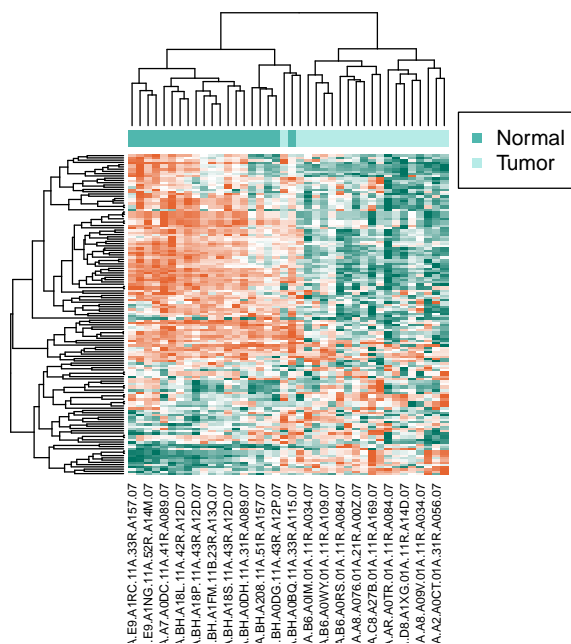 Normal
Tumor
A.E9.A1RC.11A.33R.A157.07
.E9.A1NG.11A.52R.A14M.07
A.A7.A0DC.11A.41R.A089.07
.BH.A18L.11A.42R.A12D.07
.BH.A18P.11A.43R.A12D.07
.BH.A1FM.11B.23R.A13Q.07
.BH.A18S.11A.43R.A12D.07
.BH.A0DH.11A.31R.A089.07
A.BH.A208.11A.51R.A157.07
.BH.A0DG.11A.43R.A12P.07
A.BH.A0BQ.11A.33R.A115.07
A.B6.A0IM.01A.11R.A034.07
A.B6.A0WY.01A.11R.A109.07
A.B6.A0RS.01A.11R.A084.07
A.A8.A076.01A.21R.A00Z.07
A.C8.A27B.01A.11R.A169.07
A.AR.A0TR.01A.11R.A084.07
.D8.A1XG.01A.11R.A14D.07
A.A8.A09V.01A.11R.A034.07
A.A2.A0CT.01A.31R.A056.07